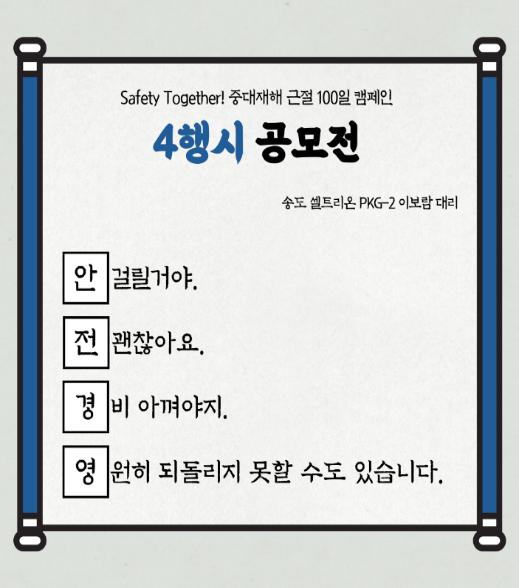 Safety Together! 중대재해 근절 100일 캠페인
4행시 공모전
송도 셀트리온 PKG-2 이보람 대리
안 걸릴거야.
전 괜찮아요.
경비 아껴야지.
영원히 되돌리지 못할 수도 있습니다.